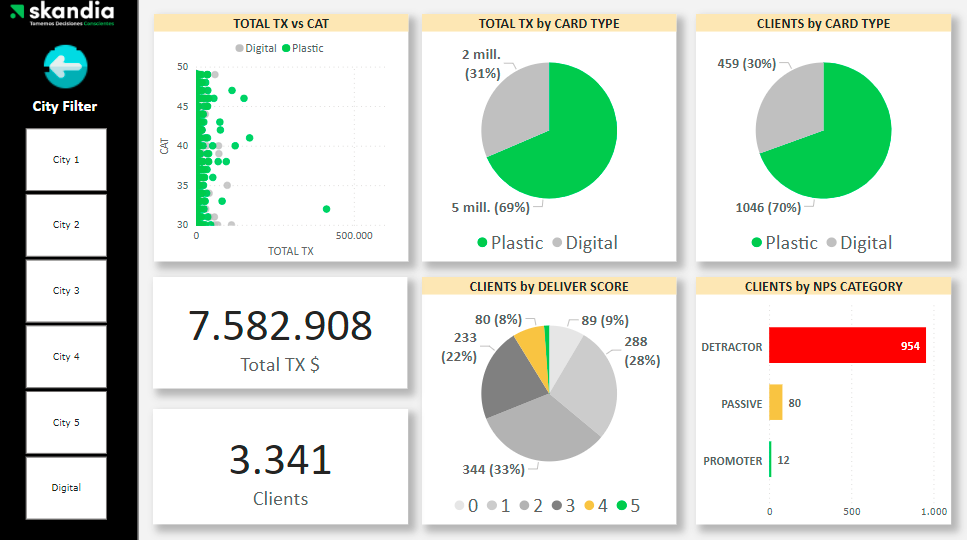 skandia
Tomemos Decisiones Conscientes
City Filter
City 1
City 2
City 3
City 4
City 5
Digital
TOTAL TX vs CAT
Digital Plastic
50
45
40
35
30
CAT
0 500.000
TOTAL TX
TOTAL TX by CARD TYPE
2 mill.
(31%)
5 mill. (69%)
Plastic Digital
CLIENTS by CARD TYPE
459 (30%)
1046 (70%)
Plastic Digital
7.582.908
Total TX $
3.341
Clients
CLIENTS by DELIVER SCORE
80 (8%)
89 (9%)
233
(22%)
288
(28%)
344 (33%)
0 1 2 3 4 5
CLIENTS by NPS CATEGORY
DETRACTOR 954
PASSIVE 80
PROMOTER 12
0 500 1.000